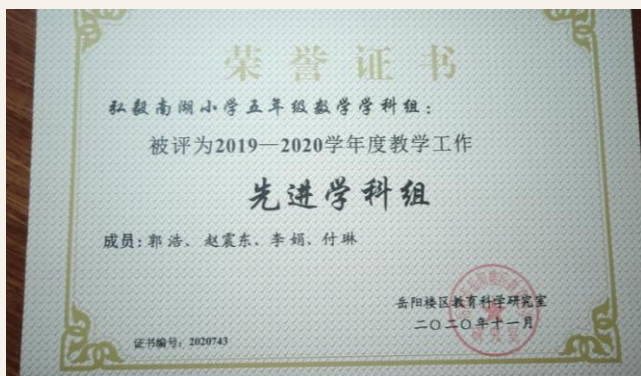 荣誉证书
弘毅南湖小学五年级数学学科组：
被评为2019—2020学年度教学工作
先进学科组
成员：郭浩、赵震东、李娟、付琳
岳阳楼区教育科学研究室
二〇二〇年十一月
证书编号：2020743